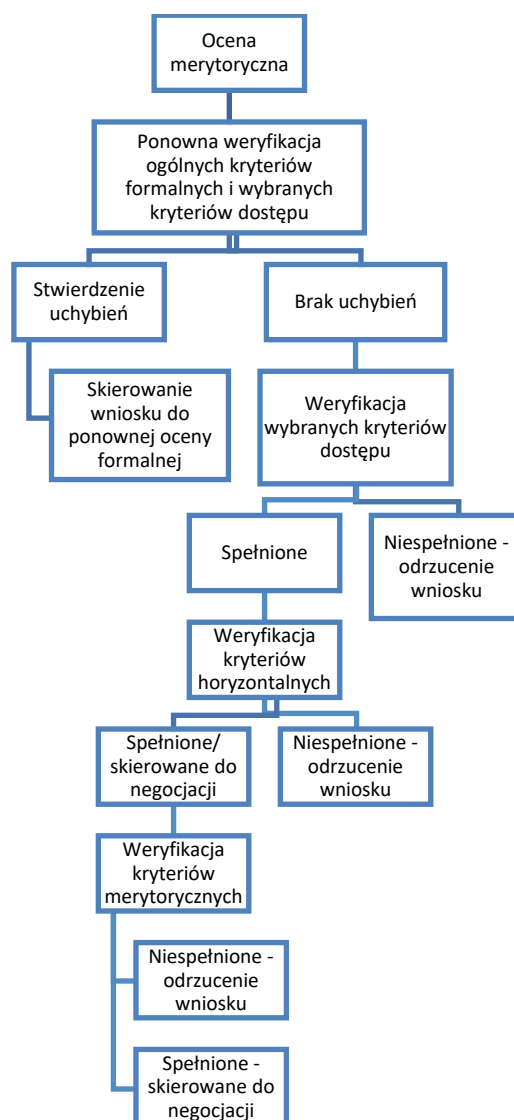 Ocena
merytoryczna
Ponowna weryfikacja
ogólnych kryteriów
formalnych i wybranych
kryteriów dostępu
Stwierdzenie
uchybień
Brak uchybień
Skierowanie
wniosku do
ponownej oceny
formalnej
Weryfikacja
wybranych kryteriów
dostępu
Spełnione
Niespełnione -
odrzucenie
wniosku
Weryfikacja
kryteriów
horyzontalnych
Spełnione/
skierowane do
negocjacji
Niespełnione -
odrzucenie
wniosku
Weryfikacja
kryteriów
merytorycznych
Niespełnione -
odrzucenie
wniosku
Spełnione -
skierowane do
negocjacji